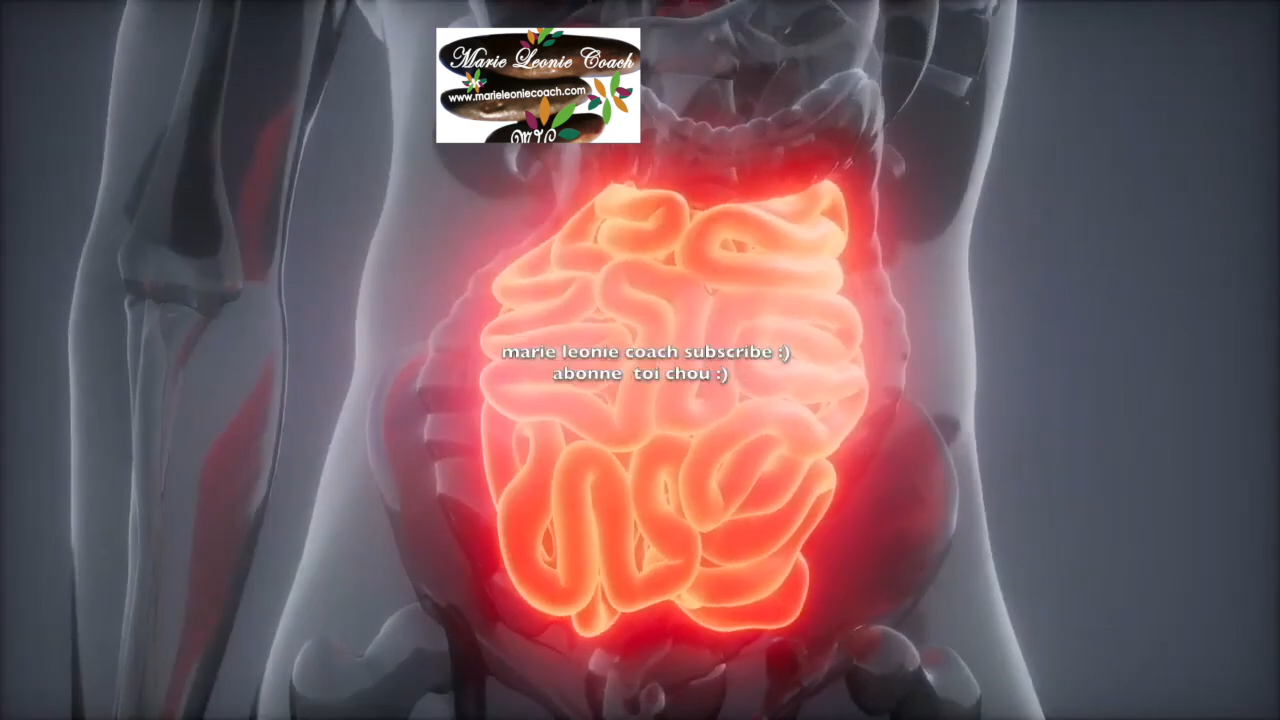 Marie Leonie Coach
www.marieleoniecoach.com
marie leonie coach subscribe :)
abonne toi chou :)